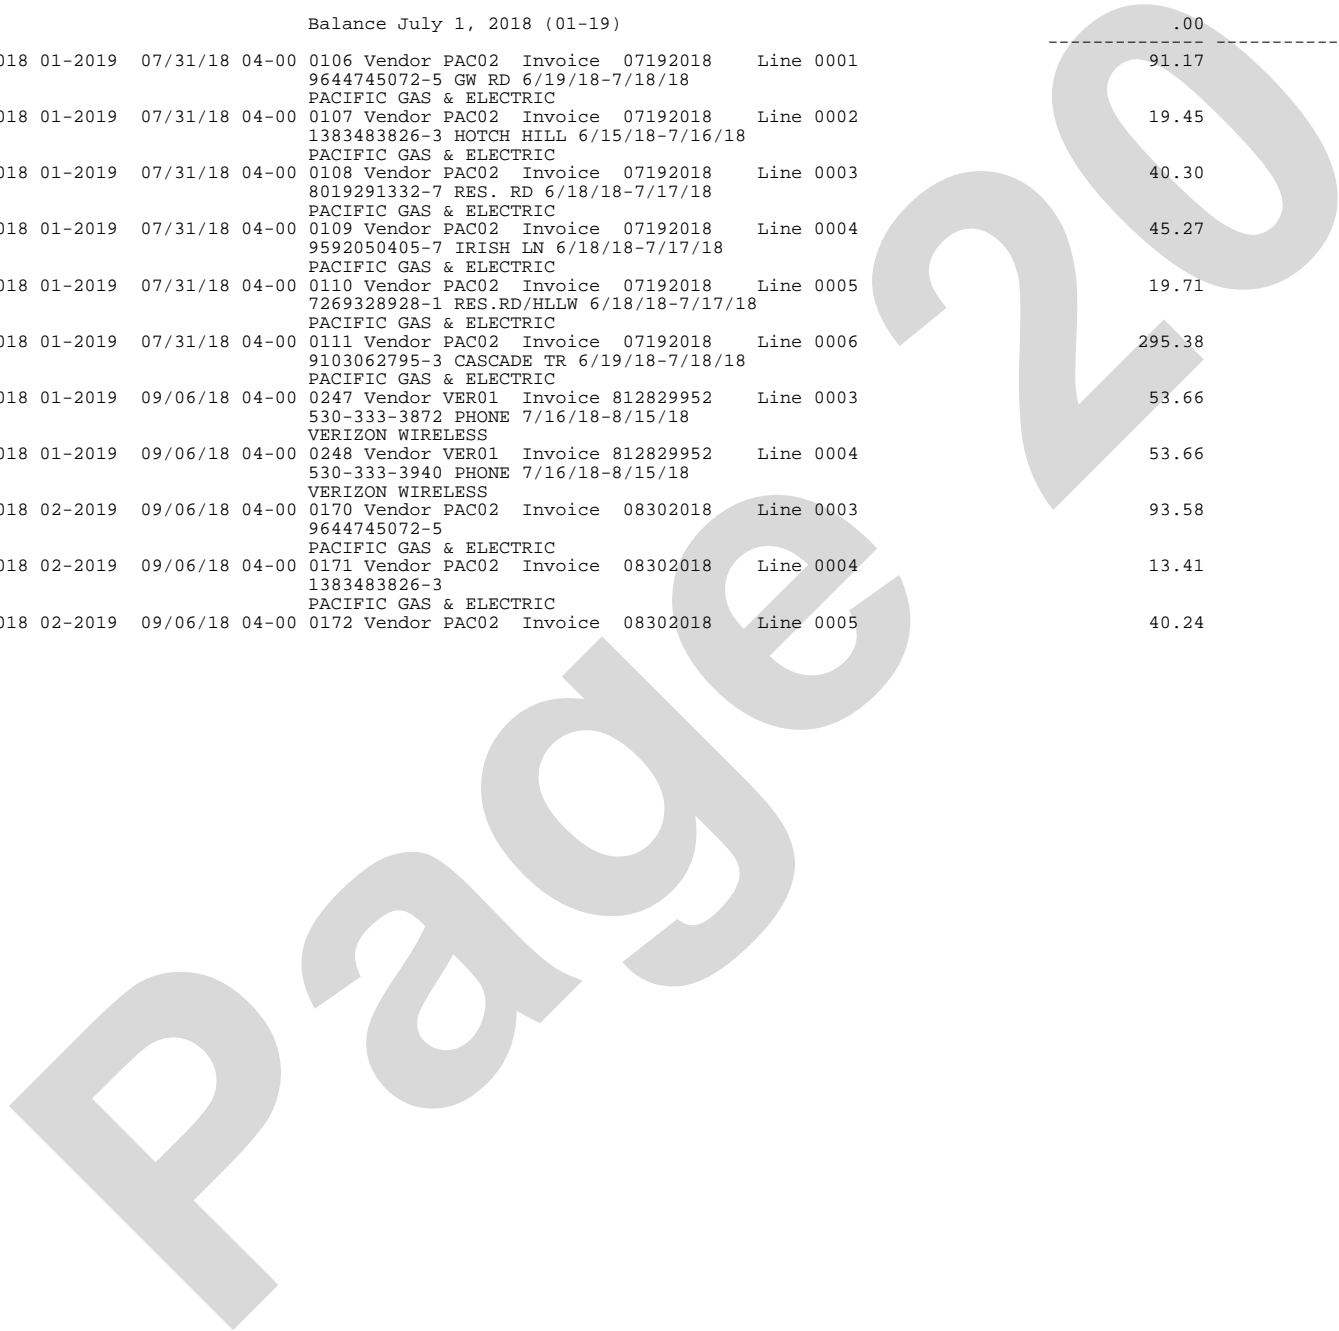 Balance July 1, 2018 (01-19) .00
-------------- -----------
018 01-2019 07/31/18 04-00 0106 Vendor PAC02 Invoice 07192018 Line 0001 91.17
9644745072-5 GW RD 6/19/18-7/18/18
PACIFIC GAS & ELECTRIC
018 01-2019 07/31/18 04-00 0107 Vendor PAC02 Invoice 07192018 Line 0002 19.45
1383483826-3 HOTCH HILL 6/15/18-7/16/18
PACIFIC GAS & ELECTRIC
018 01-2019 07/31/18 04-00 0108 Vendor PAC02 Invoice 07192018 Line 0003 40.30
8019291332-7 RES. RD 6/18/18-7/17/18
PACIFIC GAS & ELECTRIC
018 01-2019 07/31/18 04-00 0109 Vendor PAC02 Invoice 07192018 Line 0004 45.27
9592050405-7 IRISH LN 6/18/18-7/17/18
PACIFIC GAS & ELECTRIC
018 01-2019 07/31/18 04-00 0110 Vendor PAC02 Invoice 07192018 Line 0005 19.71
7269328928-1 RES.RD/HLLW 6/18/18-7/17/18
PACIFIC GAS & ELECTRIC
018 01-2019 07/31/18 04-00 0111 Vendor PAC02 Invoice 07192018 Line 0006 295.38
9103062795-3 CASCADE TR 6/19/18-7/18/18
PACIFIC GAS & ELECTRIC
018 01-2019 09/06/18 04-00 0247 Vendor VER01 Invoice 812829952 Line 0003 53.66
530-333-3872 PHONE 7/16/18-8/15/18
VERIZON WIRELESS
018 01-2019 09/06/18 04-00 0248 Vendor VER01 Invoice 812829952 Line 0004 53.66
530-333-3940 PHONE 7/16/18-8/15/18
VERIZON WIRELESS
018 02-2019 09/06/18 04-00 0170 Vendor PAC02 Invoice 08302018 Line 0003 93.58
9644745072-5
PACIFIC GAS & ELECTRIC
018 02-2019 09/06/18 04-00 0171 Vendor PAC02 Invoice 08302018 Line 0004 13.41
1383483826-3
PACIFIC GAS & ELECTRIC
018 02-2019 09/06/18 04-00 0172 Vendor PAC02 Invoice 08302018 Line 0005 40.24
Page 20